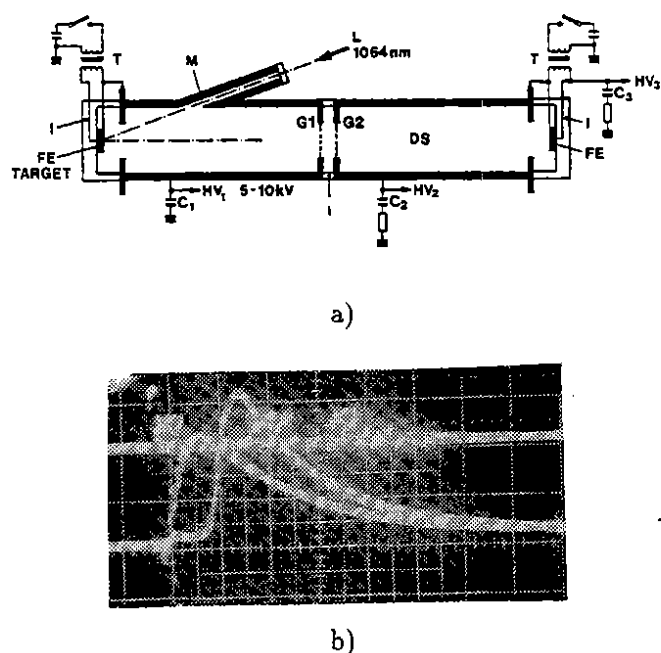 L
1064nm
M
T
T
HV₃
C₃
I
I
G1
G2
DS
FE
TARGET
FE
HV₁ 5-10kV
C₁
HV₂
C₂
a)
b)